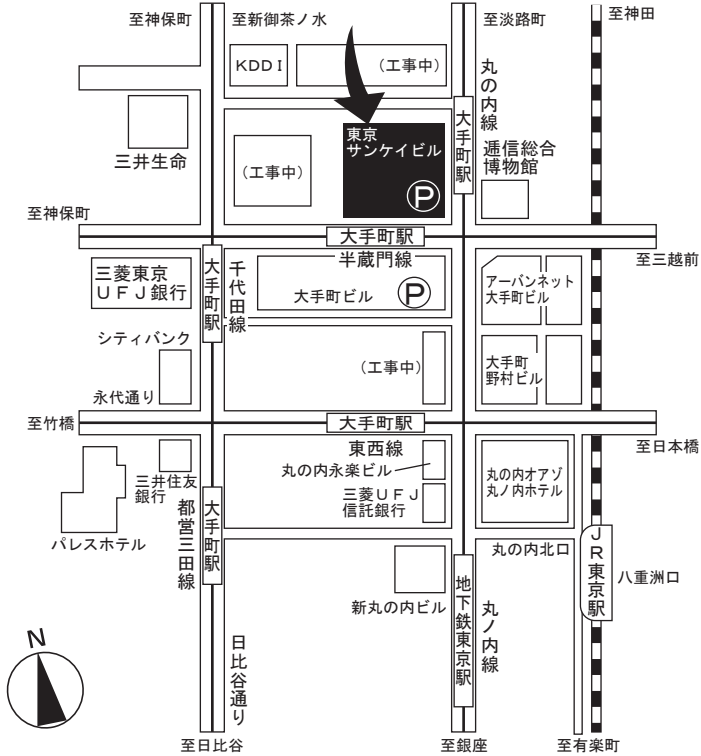 至神保町
至新御茶ノ水
至淡路町
至神田
KDDI
(工事中)
丸の内線
大手町駅
東京
サンケイビル
P
三井生命
(工事中)
逓信総合
博物館
至神保町
大手町駅
至三越前
半蔵門線
三菱東京
UFJ銀行
大手町駅
千代田線
大手町ビル
P
アーバンネット
大手町ビル
シティバンク
(工事中)
大手町
野村ビル
永代通り
至竹橋
大手町駅
至日本橋
東西線
丸の内永楽ビル
三井住友
銀行
三菱UFJ
信託銀行
丸の内オアゾ
丸ノ内ホテル
都営三田線
大手町駅
パレスホテル
丸の内北口
JR東京駅
八重洲口
新丸の内ビル
地下鉄東京駅
丸ノ内線
N
日比谷通り
至日比谷
至銀座
至有楽町